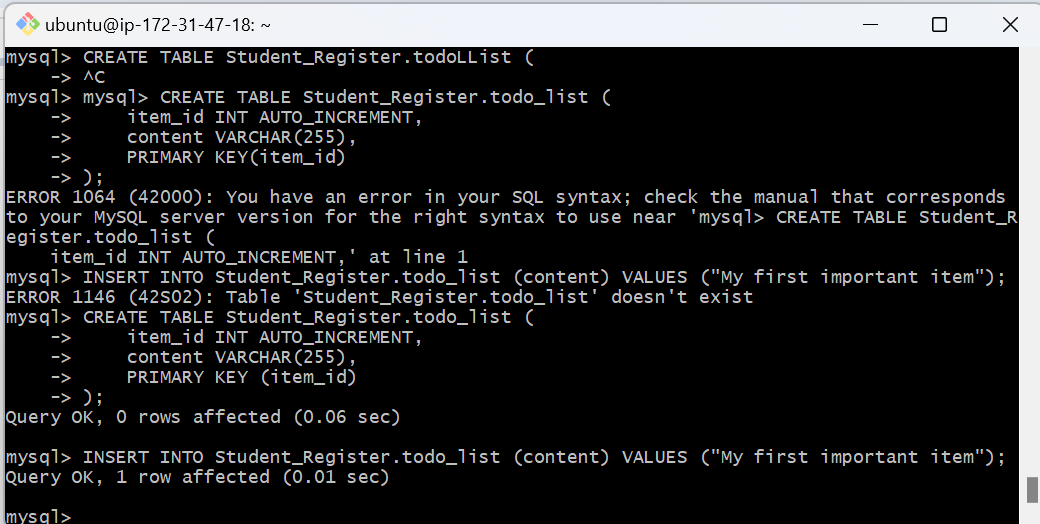 ubuntu@ip-172-31-47-18: ~
mysql> CREATE TABLE Student_Register.todoLList (
    -> ^C
mysql> mysql> CREATE TABLE Student_Register.todo_list (
    ->     item_id INT AUTO_INCREMENT,
    ->     content VARCHAR(255),
    ->     PRIMARY KEY(item_id)
    -> );
ERROR 1064 (42000): You have an error in your SQL syntax; check the manual that corresponds
to your MySQL server version for the right syntax to use near 'mysql> CREATE TABLE Student_R
egister.todo_list (
    item_id INT AUTO_INCREMENT,' at line 1
mysql> INSERT INTO Student_Register.todo_list (content) VALUES ("My first important item");
ERROR 1146 (42S02): Table 'Student_Register.todo_list' doesn't exist
mysql> CREATE TABLE Student_Register.todo_list (
    ->     item_id INT AUTO_INCREMENT,
    ->     content VARCHAR(255),
    ->     PRIMARY KEY (item_id)
    -> );
Query OK, 0 rows affected (0.06 sec)

mysql> INSERT INTO Student_Register.todo_list (content) VALUES ("My first important item");
Query OK, 1 row affected (0.01 sec)

mysql>